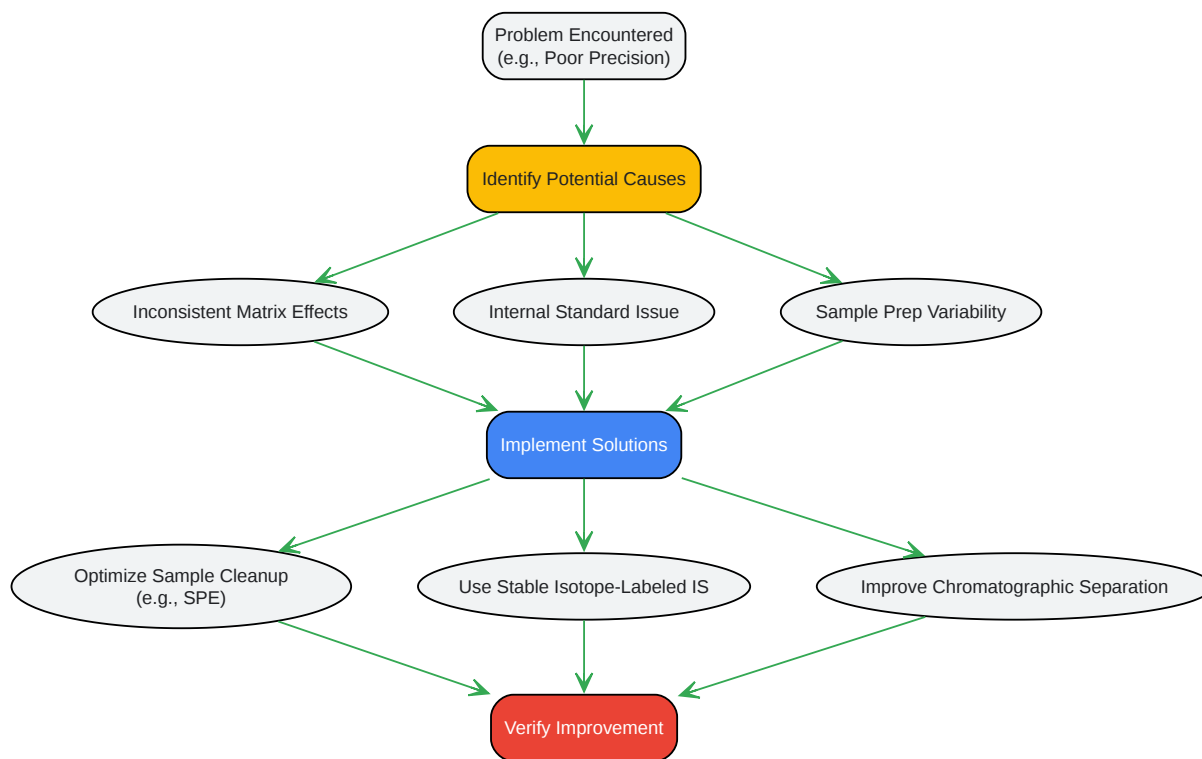 Problem Encountered
(e.g., Poor Precision)
Identify Potential Causes
Inconsistent Matrix Effects
Internal Standard Issue
Sample Prep Variability
Implement Solutions
Optimize Sample Cleanup
(e.g., SPE)
Use Stable Isotope-Labeled IS
Improve Chromatographic Separation
Verify Improvement